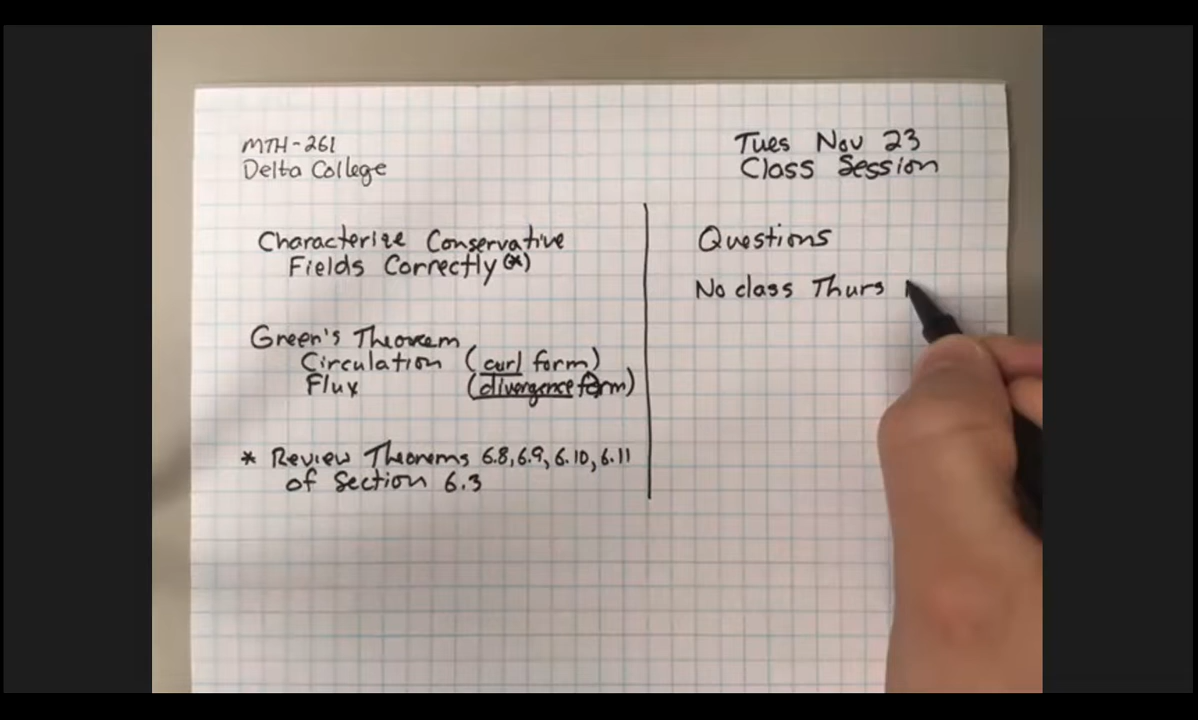 MTH-261
Delta College
Tues Nov 23
Class Session
Characterize Conservative
Fields Correctly (*)
Green's Theorem
Circulation (curl form)
Flux (divergence form)
* Review Theorems 6.8, 6.9, 6.10, 6.11
of Section 6.3
Questions
No class Thurs